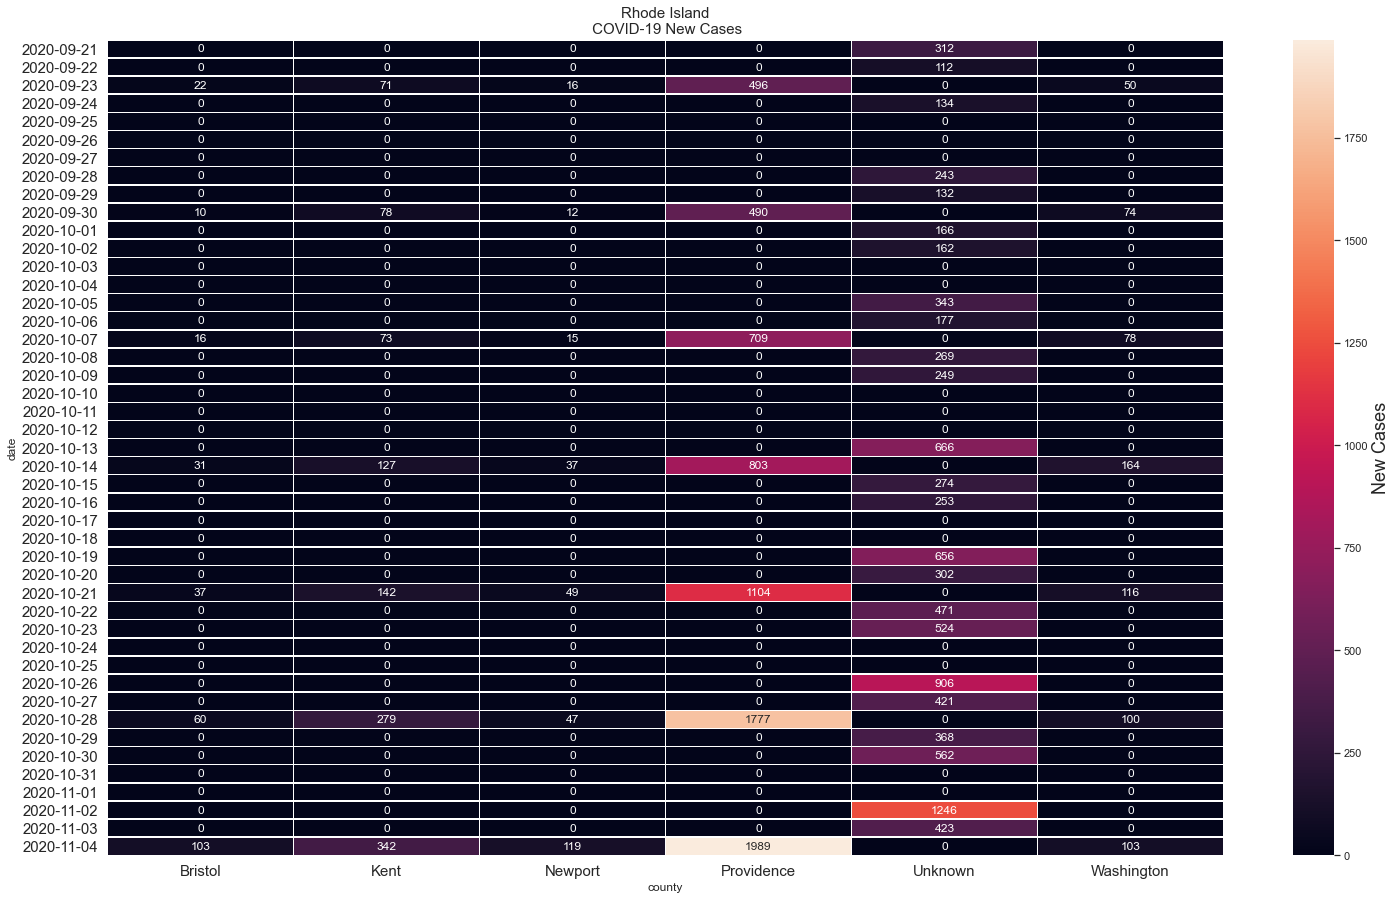 Rhode Island
COVID-19 New Cases
2020-09-21 0 0 0 0 312 0
2020-09-22 0 0 0 0 112 0
2020-09-23 22 71 16 496 0 50
2020-09-24 0 0 0 0 134 0
2020-09-25 0 0 0 0 0 0
2020-09-26 0 0 0 0 0 0
2020-09-27 0 0 0 0 0 0
2020-09-28 0 0 0 0 243 0
2020-09-29 0 0 0 0 132 0
2020-09-30 10 78 12 490 0 74
2020-10-01 0 0 0 0 166 0
2020-10-02 0 0 0 0 162 0
2020-10-03 0 0 0 0 0 0
2020-10-04 0 0 0 0 0 0
2020-10-05 0 0 0 0 343 0
2020-10-06 0 0 0 0 177 0
2020-10-07 16 73 15 709 0 78
2020-10-08 0 0 0 0 269 0
2020-10-09 0 0 0 0 249 0
2020-10-10 0 0 0 0 0 0
2020-10-11 0 0 0 0 0 0
2020-10-12 0 0 0 0 0 0
2020-10-13 0 0 0 0 666 0
2020-10-14 31 127 37 803 0 164
2020-10-15 0 0 0 0 274 0
2020-10-16 0 0 0 0 253 0
2020-10-17 0 0 0 0 0 0
2020-10-18 0 0 0 0 0 0
2020-10-19 0 0 0 0 656 0
2020-10-20 0 0 0 0 302 0
2020-10-21 37 142 49 1104 0 116
2020-10-22 0 0 0 0 471 0
2020-10-23 0 0 0 0 524 0
2020-10-24 0 0 0 0 0 0
2020-10-25 0 0 0 0 0 0
2020-10-26 0 0 0 0 906 0
2020-10-27 0 0 0 0 421 0
2020-10-28 60 279 47 1777 0 100
2020-10-29 0 0 0 0 368 0
2020-10-30 0 0 0 0 562 0
2020-10-31 0 0 0 0 0 0
2020-11-01 0 0 0 0 0 0
2020-11-02 0 0 0 0 1246 0
2020-11-03 0 0 0 0 423 0
2020-11-04 103 342 119 1989 0 103
Bristol Kent Newport Providence Unknown Washington
county
date
1750
1500
1250
1000
750
500
250
0
New Cases